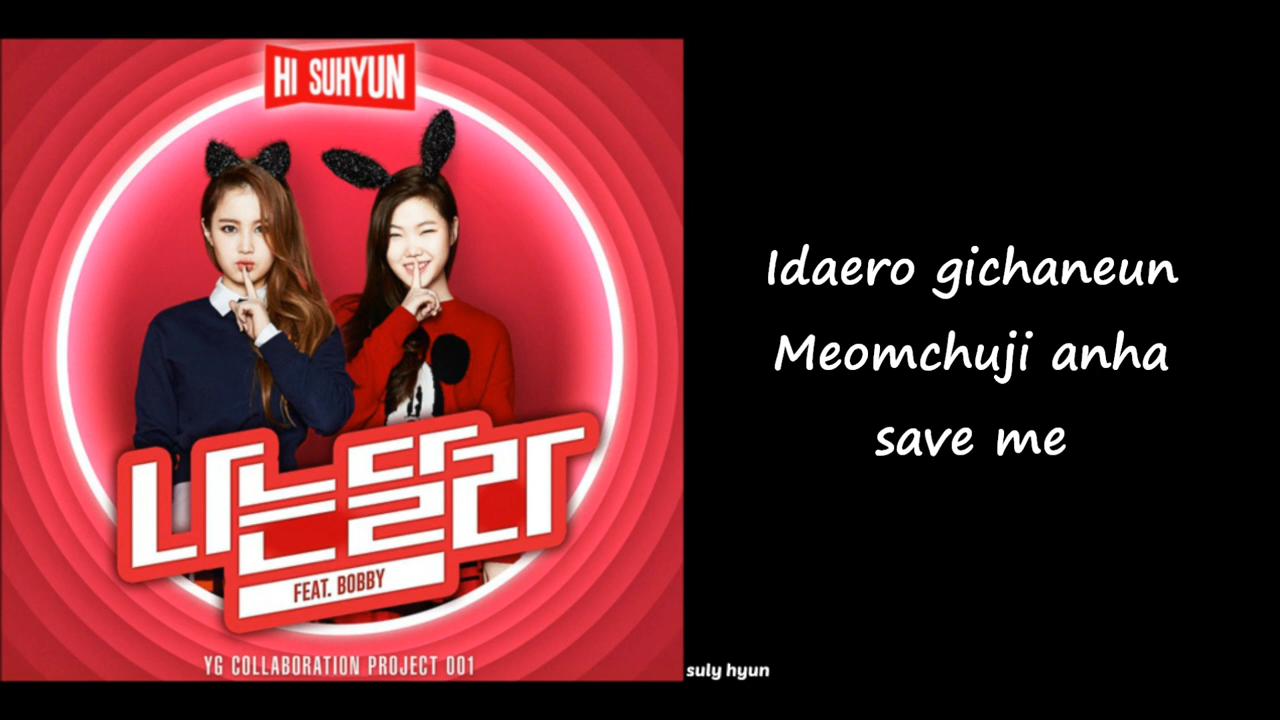 HI SUHYUN
나는 달라
FEAT. BOBBY
YG COLLABORATION PROJECT 001
Idaero gichaneun
Meomchuji anha
save me
suly hyun